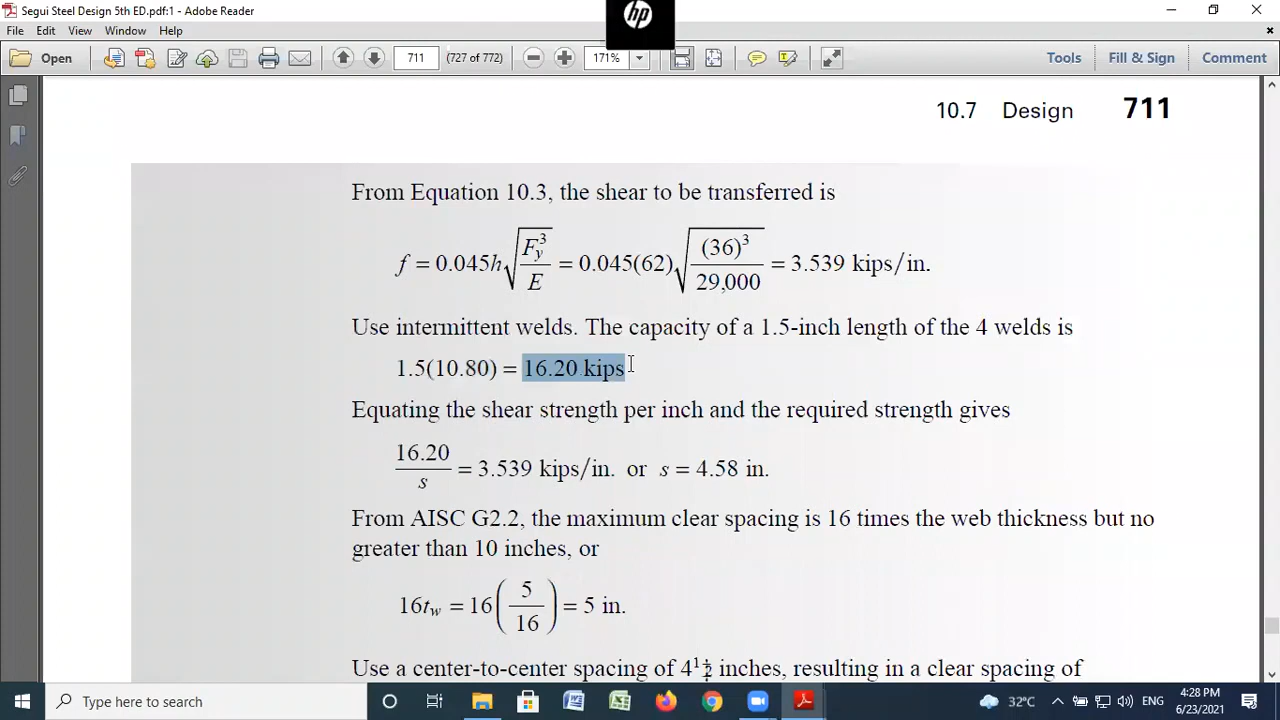 Segui Steel Design 5th ED.pdf:1 - Adobe Reader
hp
File Edit View Window Help
Open 711 (727 of 772) 171% Tools Fill & Sign Comment
10.7 Design 711
From Equation 10.3, the shear to be transferred is
f = 0.045h√(F_y^3/E) = 0.045(62)√((36)^3/29,000) = 3.539 kips/in.
Use intermittent welds. The capacity of a 1.5-inch length of the 4 welds is
1.5(10.80) = 16.20 kips
Equating the shear strength per inch and the required strength gives
16.20/s = 3.539 kips/in. or s = 4.58 in.
From AISC G2.2, the maximum clear spacing is 16 times the web thickness but no
greater than 10 inches, or
16t_w = 16(5/16) = 5 in.
Use a center-to-center spacing of 4 1/2 inches, resulting in a clear spacing of
Type here to search 32°C ENG 4:28 PM
6/23/2021